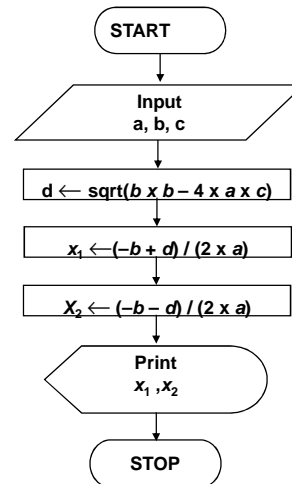 START
Input
a, b, c
d ← sqrt(b x b – 4 x a x c)
x₁ ←(–b + d) / (2 x a)
X₂ ← (–b – d) / (2 x a)
Print
x₁ ,x₂
STOP